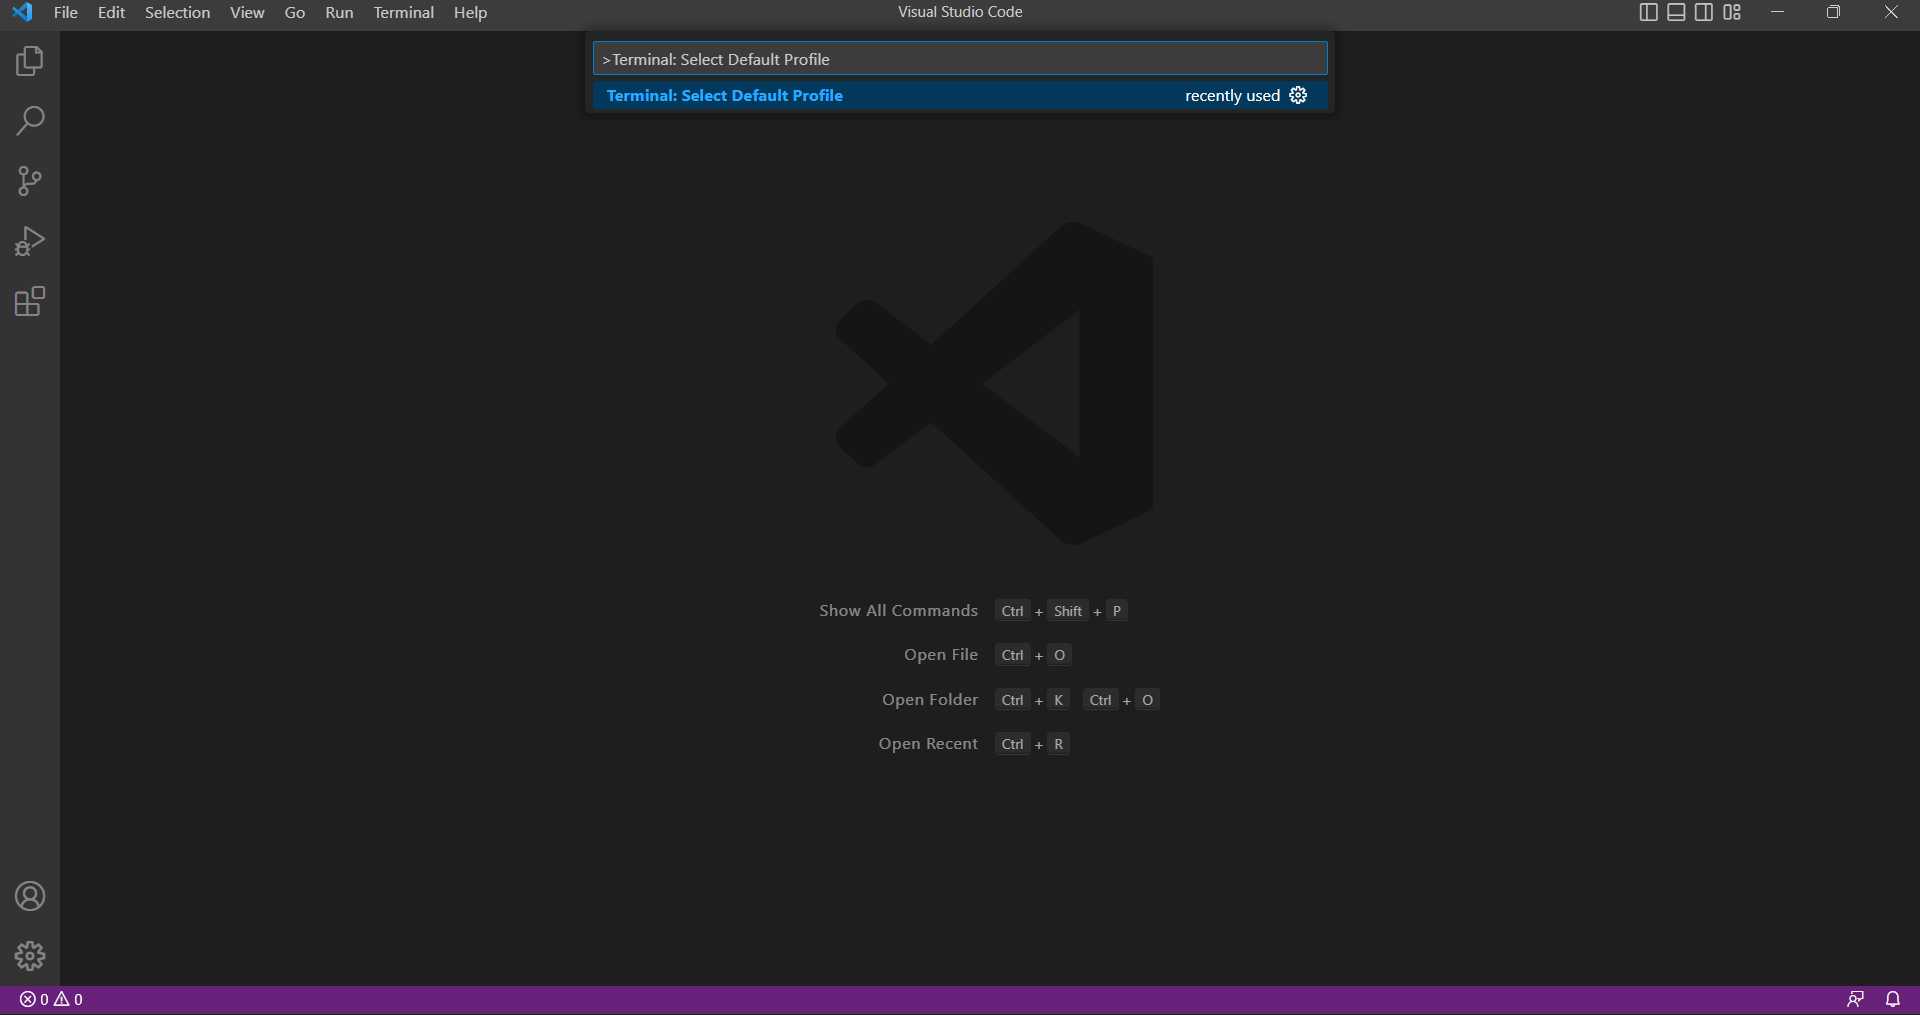 File Edit Selection View Go Run Terminal Help Visual Studio Code
>Terminal: Select Default Profile
Terminal: Select Default Profile recently used
Show All Commands Ctrl + Shift + P
Open File Ctrl + O
Open Folder Ctrl + K Ctrl + O
Open Recent Ctrl + R
0 0